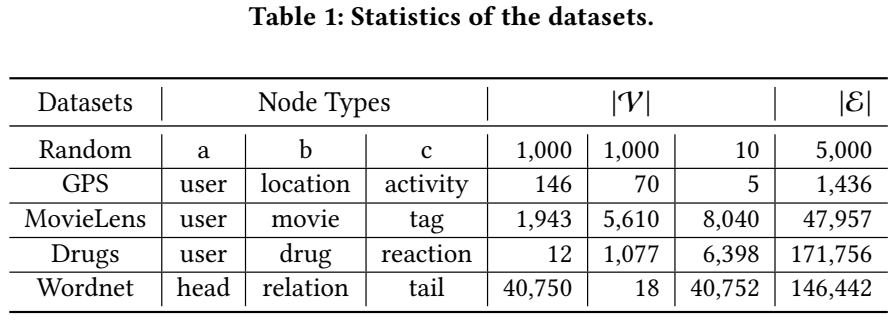 Table 1: Statistics of the datasets.
Datasets Node Types |𝒱| |ℰ|
Random a b c 1,000 1,000 10 5,000
GPS user location activity 146 70 5 1,436
MovieLens user movie tag 1,943 5,610 8,040 47,957
Drugs user drug reaction 12 1,077 6,398 171,756
Wordnet head relation tail 40,750 18 40,752 146,442